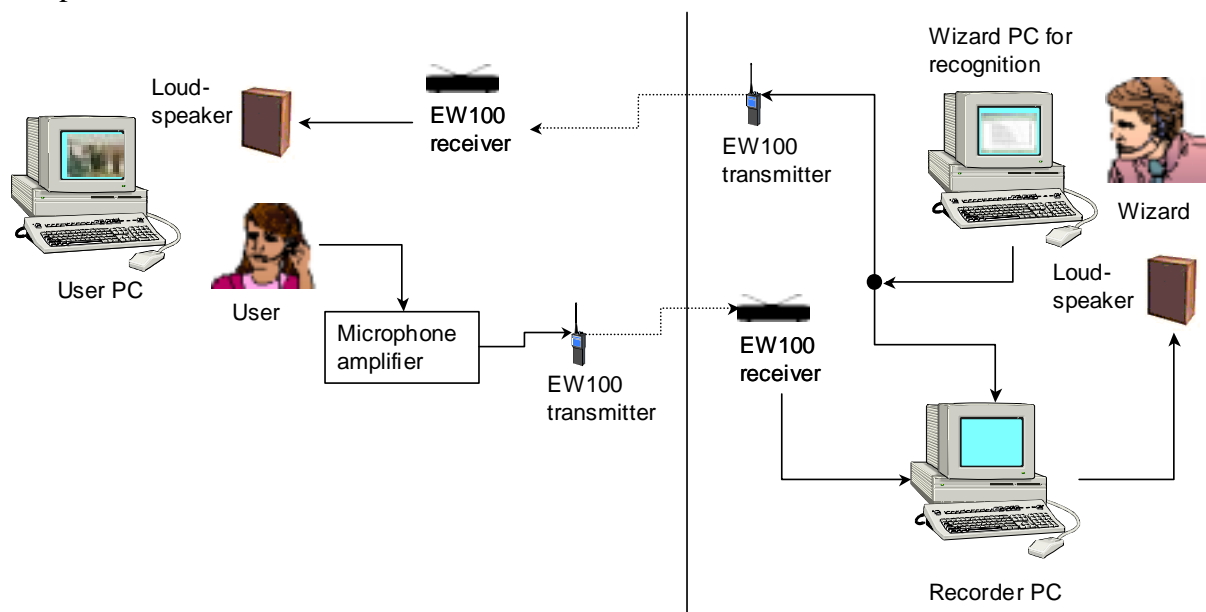 Loud-
speaker
EW100
receiver
User PC
User
Microphone
amplifier
EW100
transmitter
Wizard PC for
recognition
EW100
transmitter
Wizard
Loud-
speaker
EW100
receiver
Recorder PC